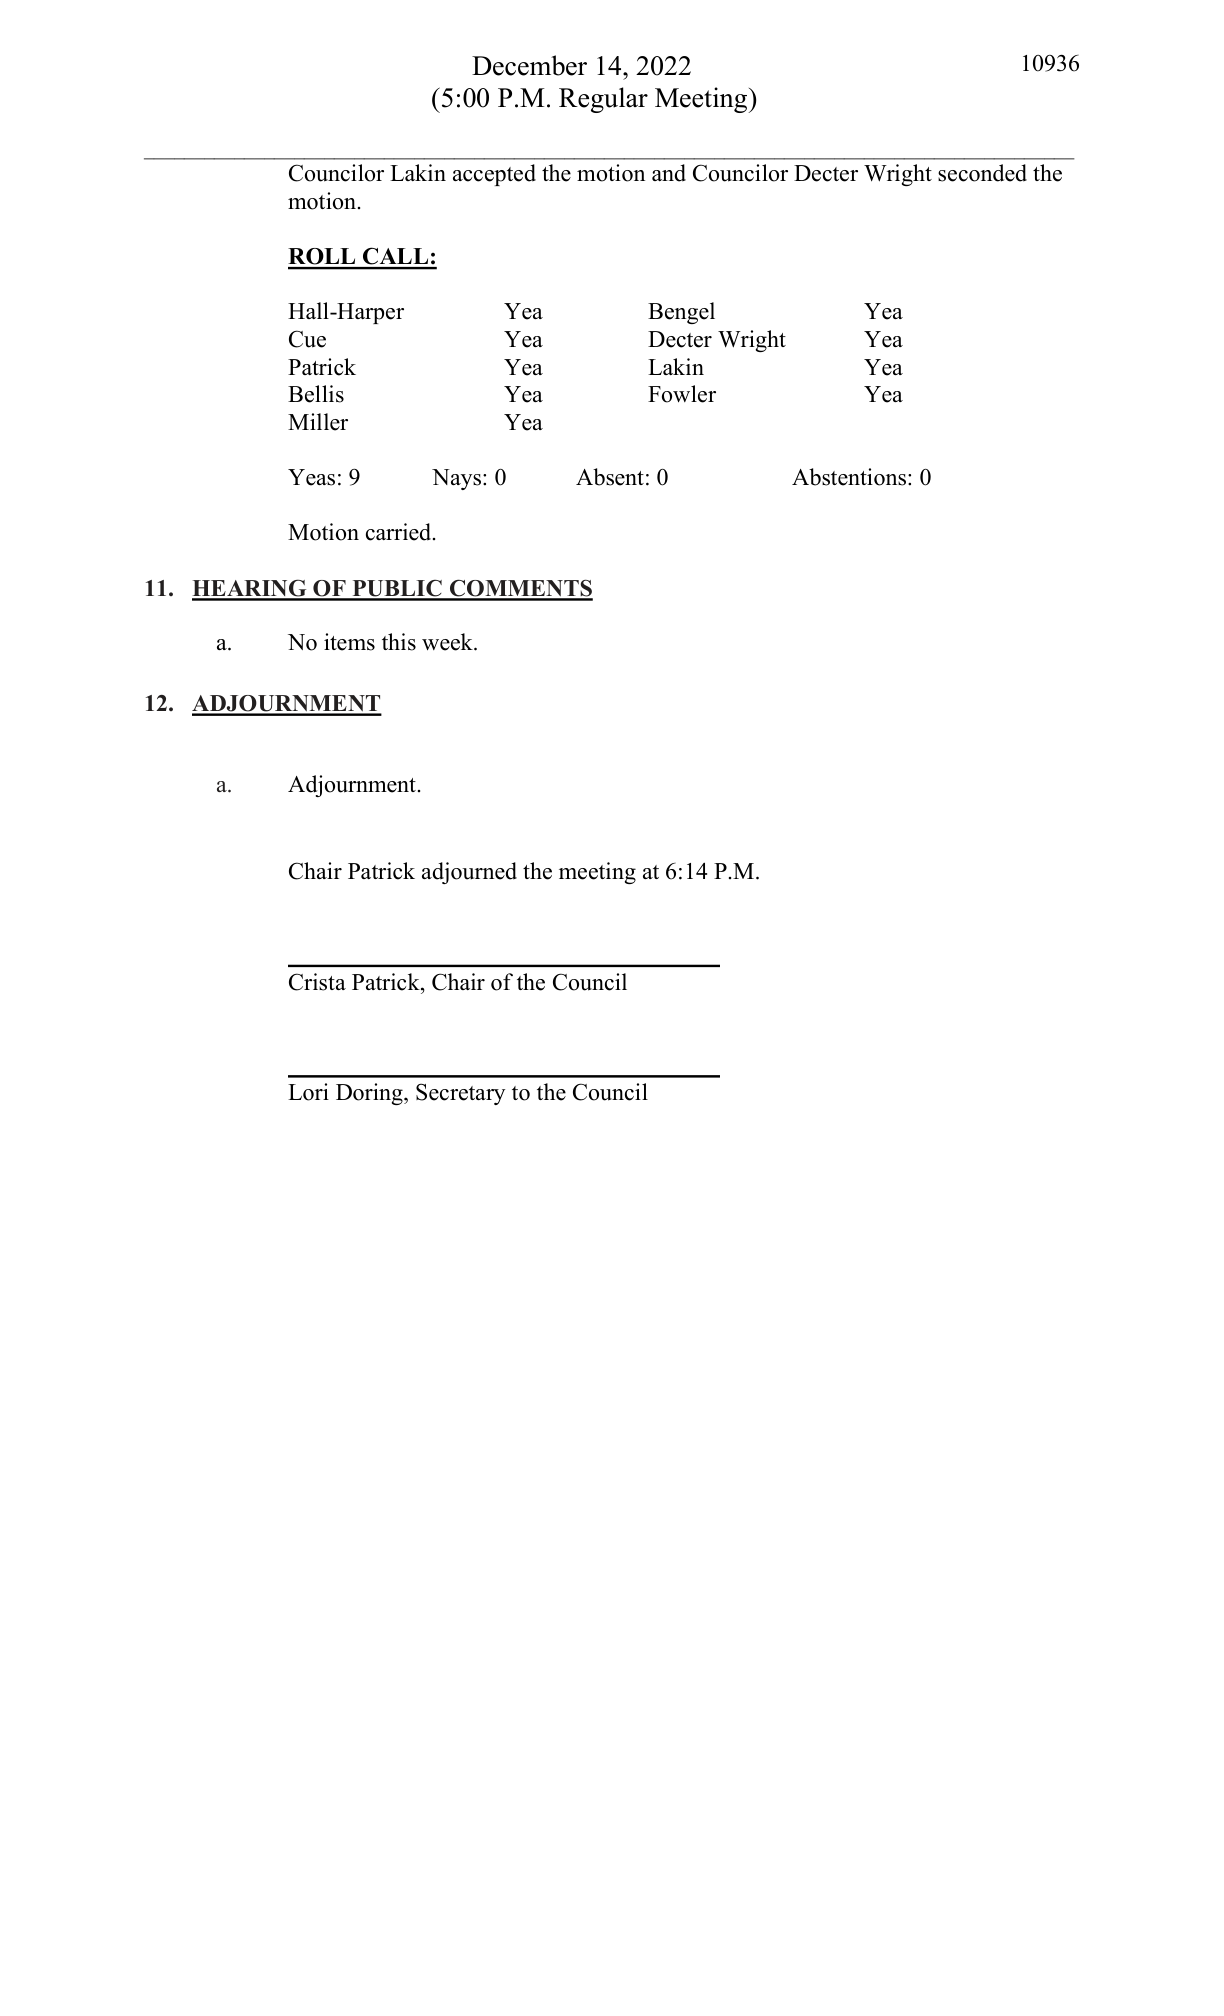 December 14, 2022
10936
(5:00 P.M. Regular Meeting)
Councilor Lakin accepted the motion and Councilor Decter Wright seconded the
motion.
ROLL CALL:
Hall-Harper Yea Bengel Yea
Cue Yea Decter Wright Yea
Patrick Yea Lakin Yea
Bellis Yea Fowler Yea
Miller Yea
Yeas: 9 Nays: 0 Absent: 0 Abstentions: 0
Motion carried.
11. HEARING OF PUBLIC COMMENTS
a. No items this week.
12. ADJOURNMENT
a. Adjournment.
Chair Patrick adjourned the meeting at 6:14 P.M.
Crista Patrick, Chair of the Council
Lori Doring, Secretary to the Council